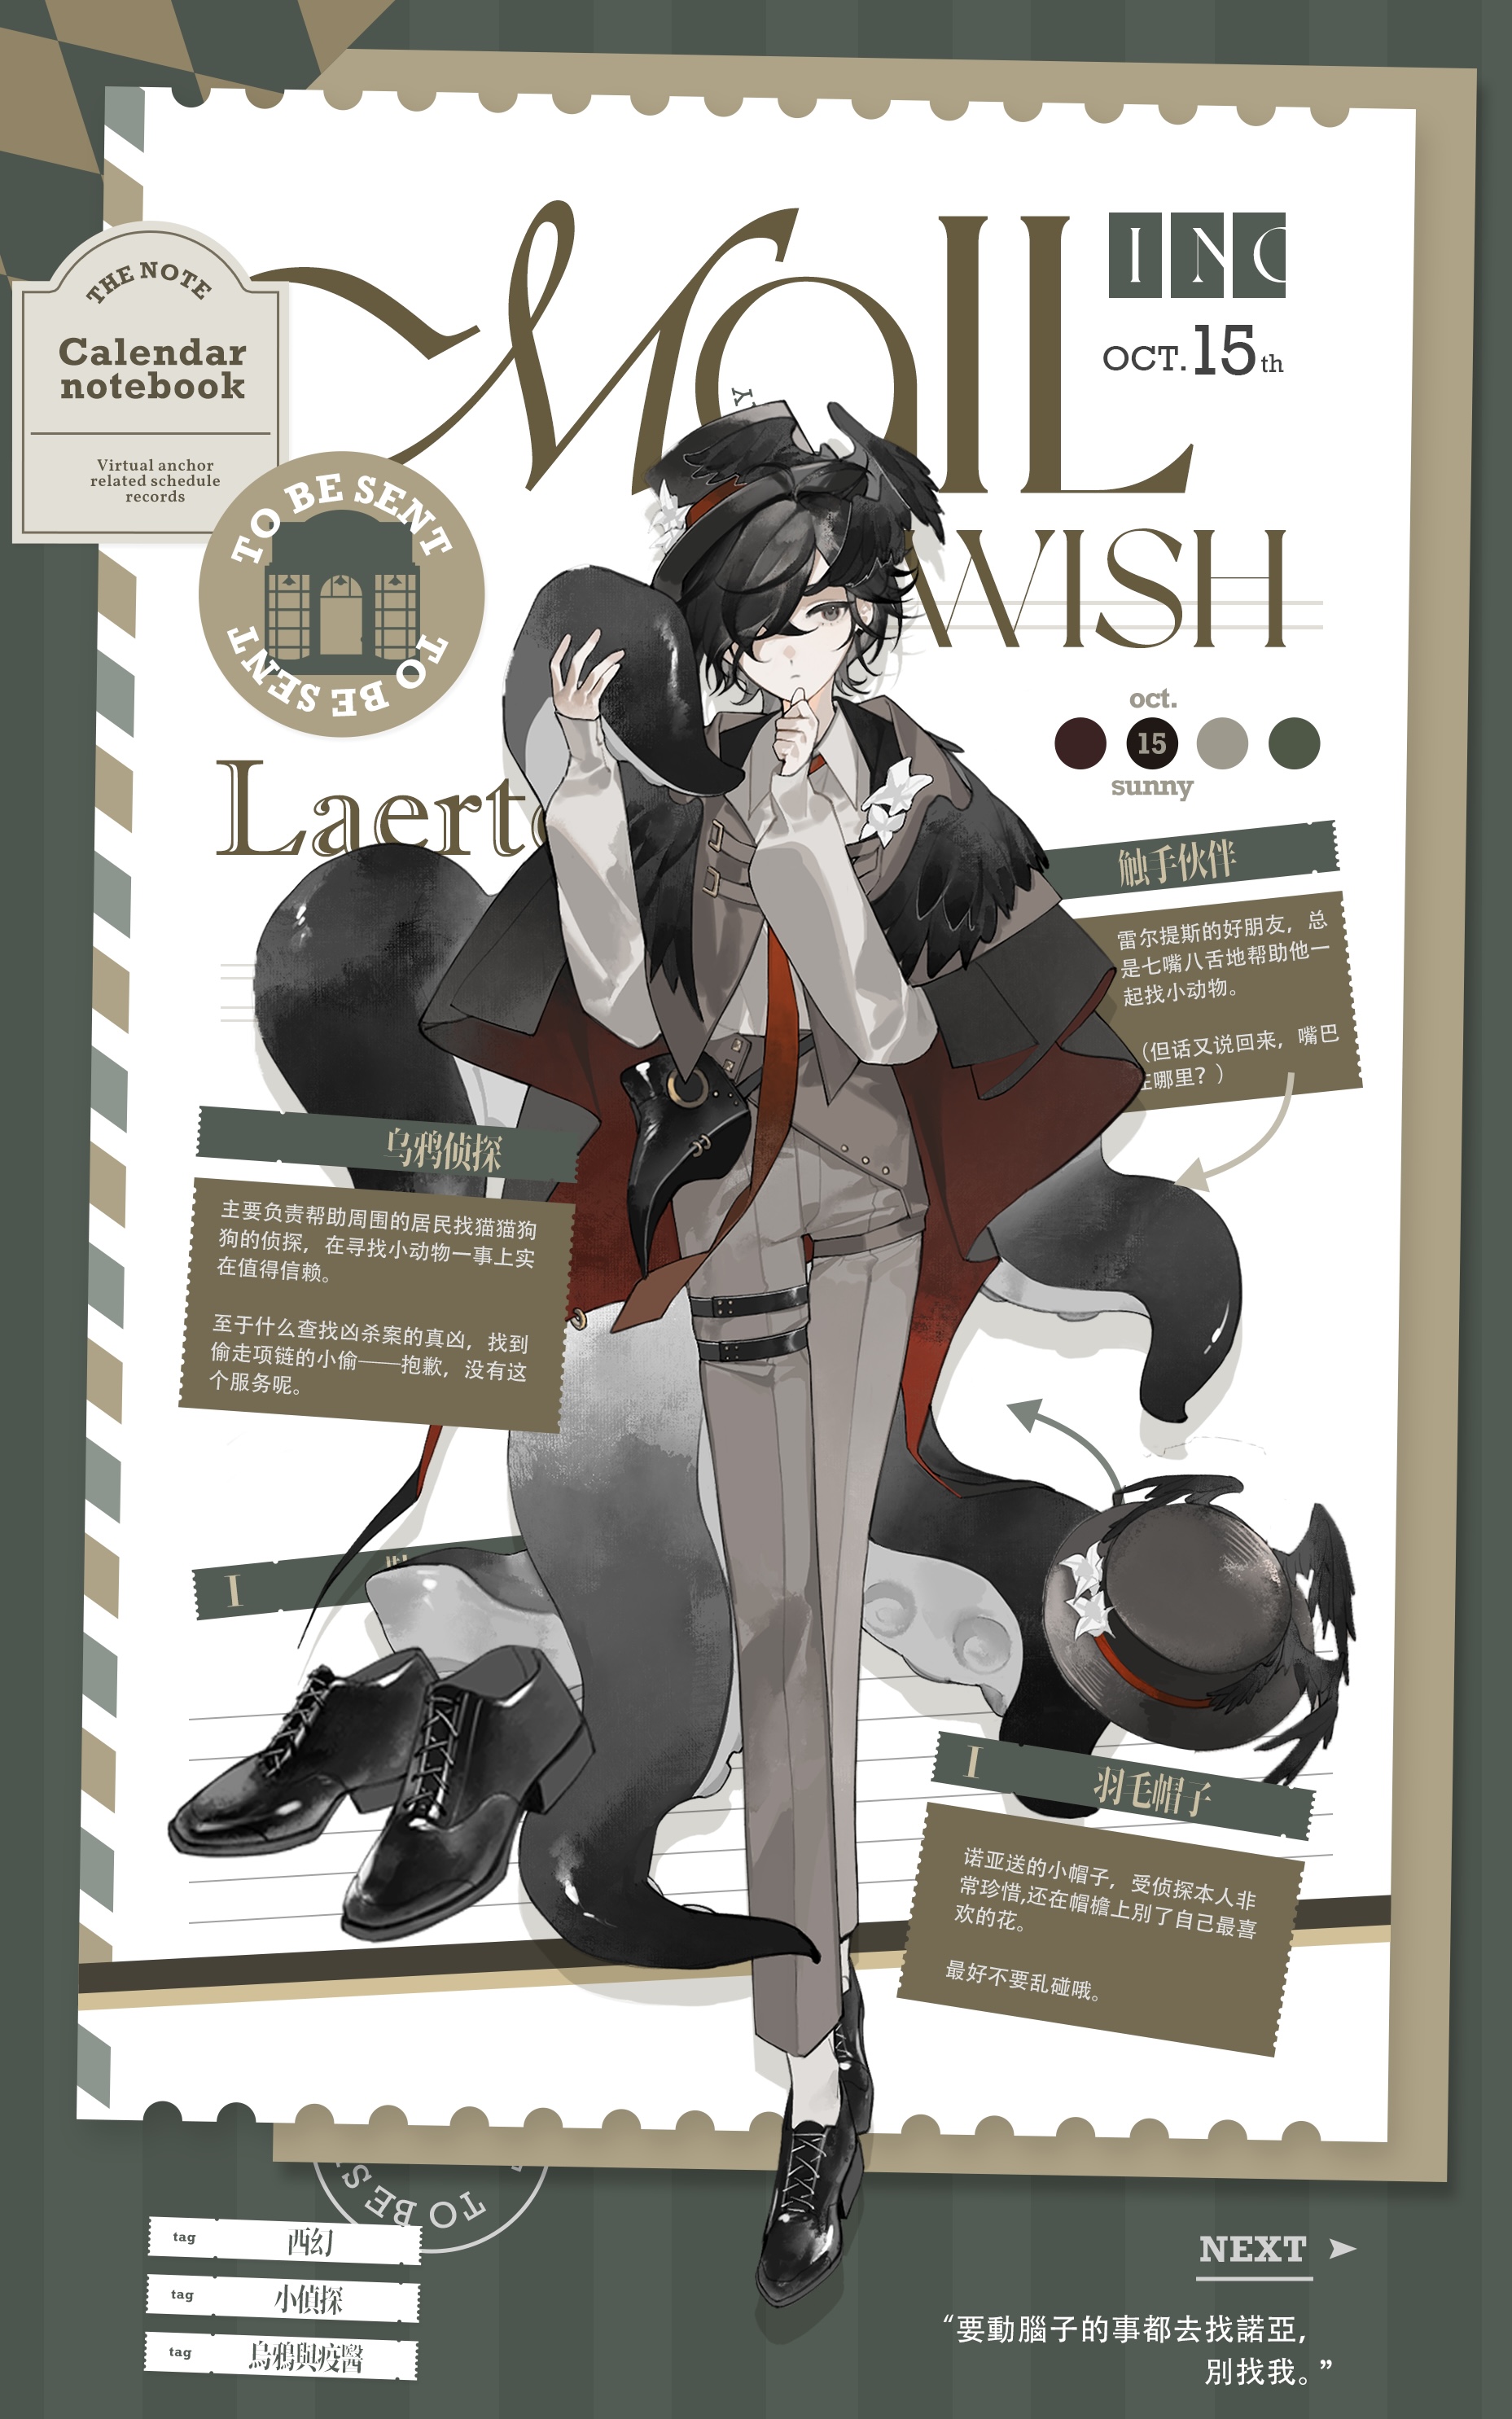 THE NOTE
Calendar
notebook
Virtual anchor
related schedule
records
MaIL
INC
OCT.15th
WISH
TO BE SENT
TO BE SENT
oct.
15
sunny
Laert
触手伙伴
雷尔提斯的好朋友，总
是七嘴八舌地帮助他一
起找小动物。
（但话又说回来，嘴巴
在哪里？）
乌鸦侦探
主要负责帮助周围的居民找猫猫狗
狗的侦探，在寻找小动物一事上实
在值得信赖。
至于什么查找凶杀案的真凶，找到
偷走项链的小偷——抱歉，没有这
个服务呢。
I
I
羽毛帽子
诺亚送的小帽子，受侦探本人非
常珍惜,还在帽檐上別了自己最喜
欢的花。
最好不要乱碰哦。
TO BE S
tag 西幻
tag 小偵探
tag 烏鴉與疫醫
NEXT
“要動腦子的事都去找諾亞，
別找我。”